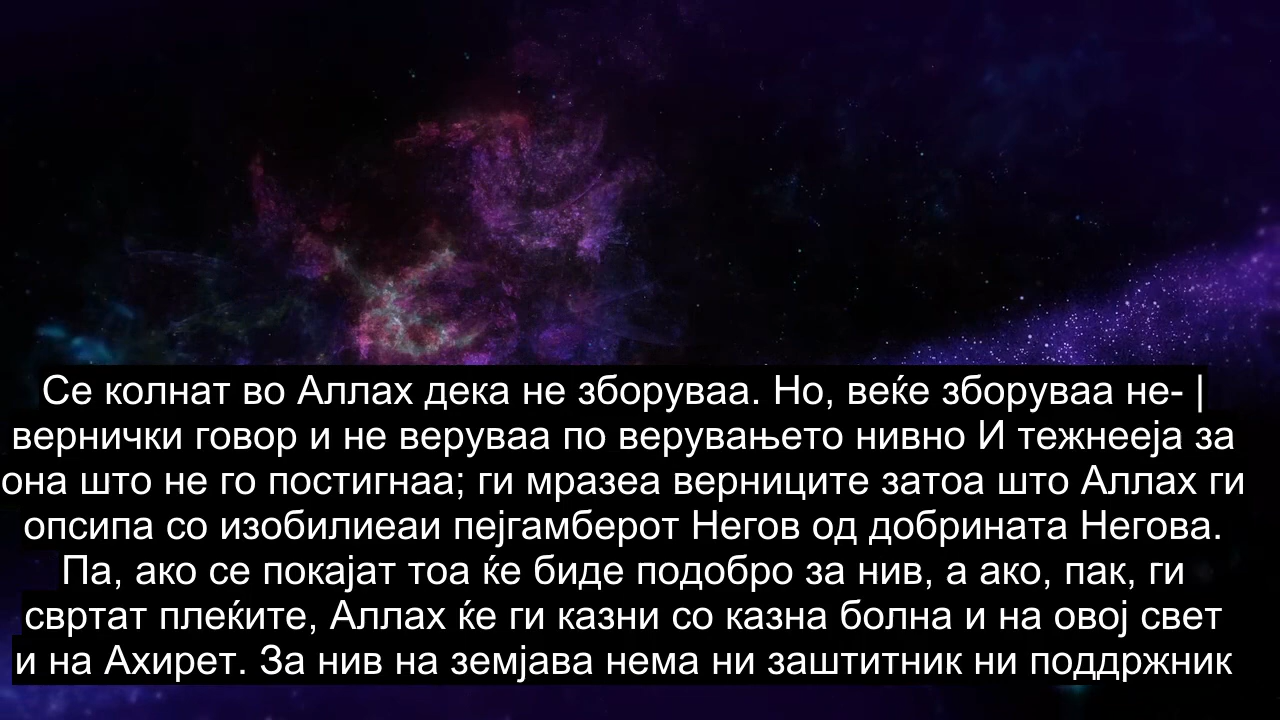 Се колнат во Аллах дека не зборуваа. Но, веќе зборуваа не- |
вернички говор и не веруваа по верувањето нивно И тежнееја за
она што не го постигнаа; ги мразеа верниците затоа што Аллах ги
опсипа со изобилиеаи пејгамберот Негов од добрината Негова.
Па, ако се покајат тоа ќе биде подобро за нив, а ако, пак, ги
свртат плеќите, Аллах ќе ги казни со казна болна и на овој свет
и на Ахирет. За нив на земјава нема ни заштитник ни поддржник